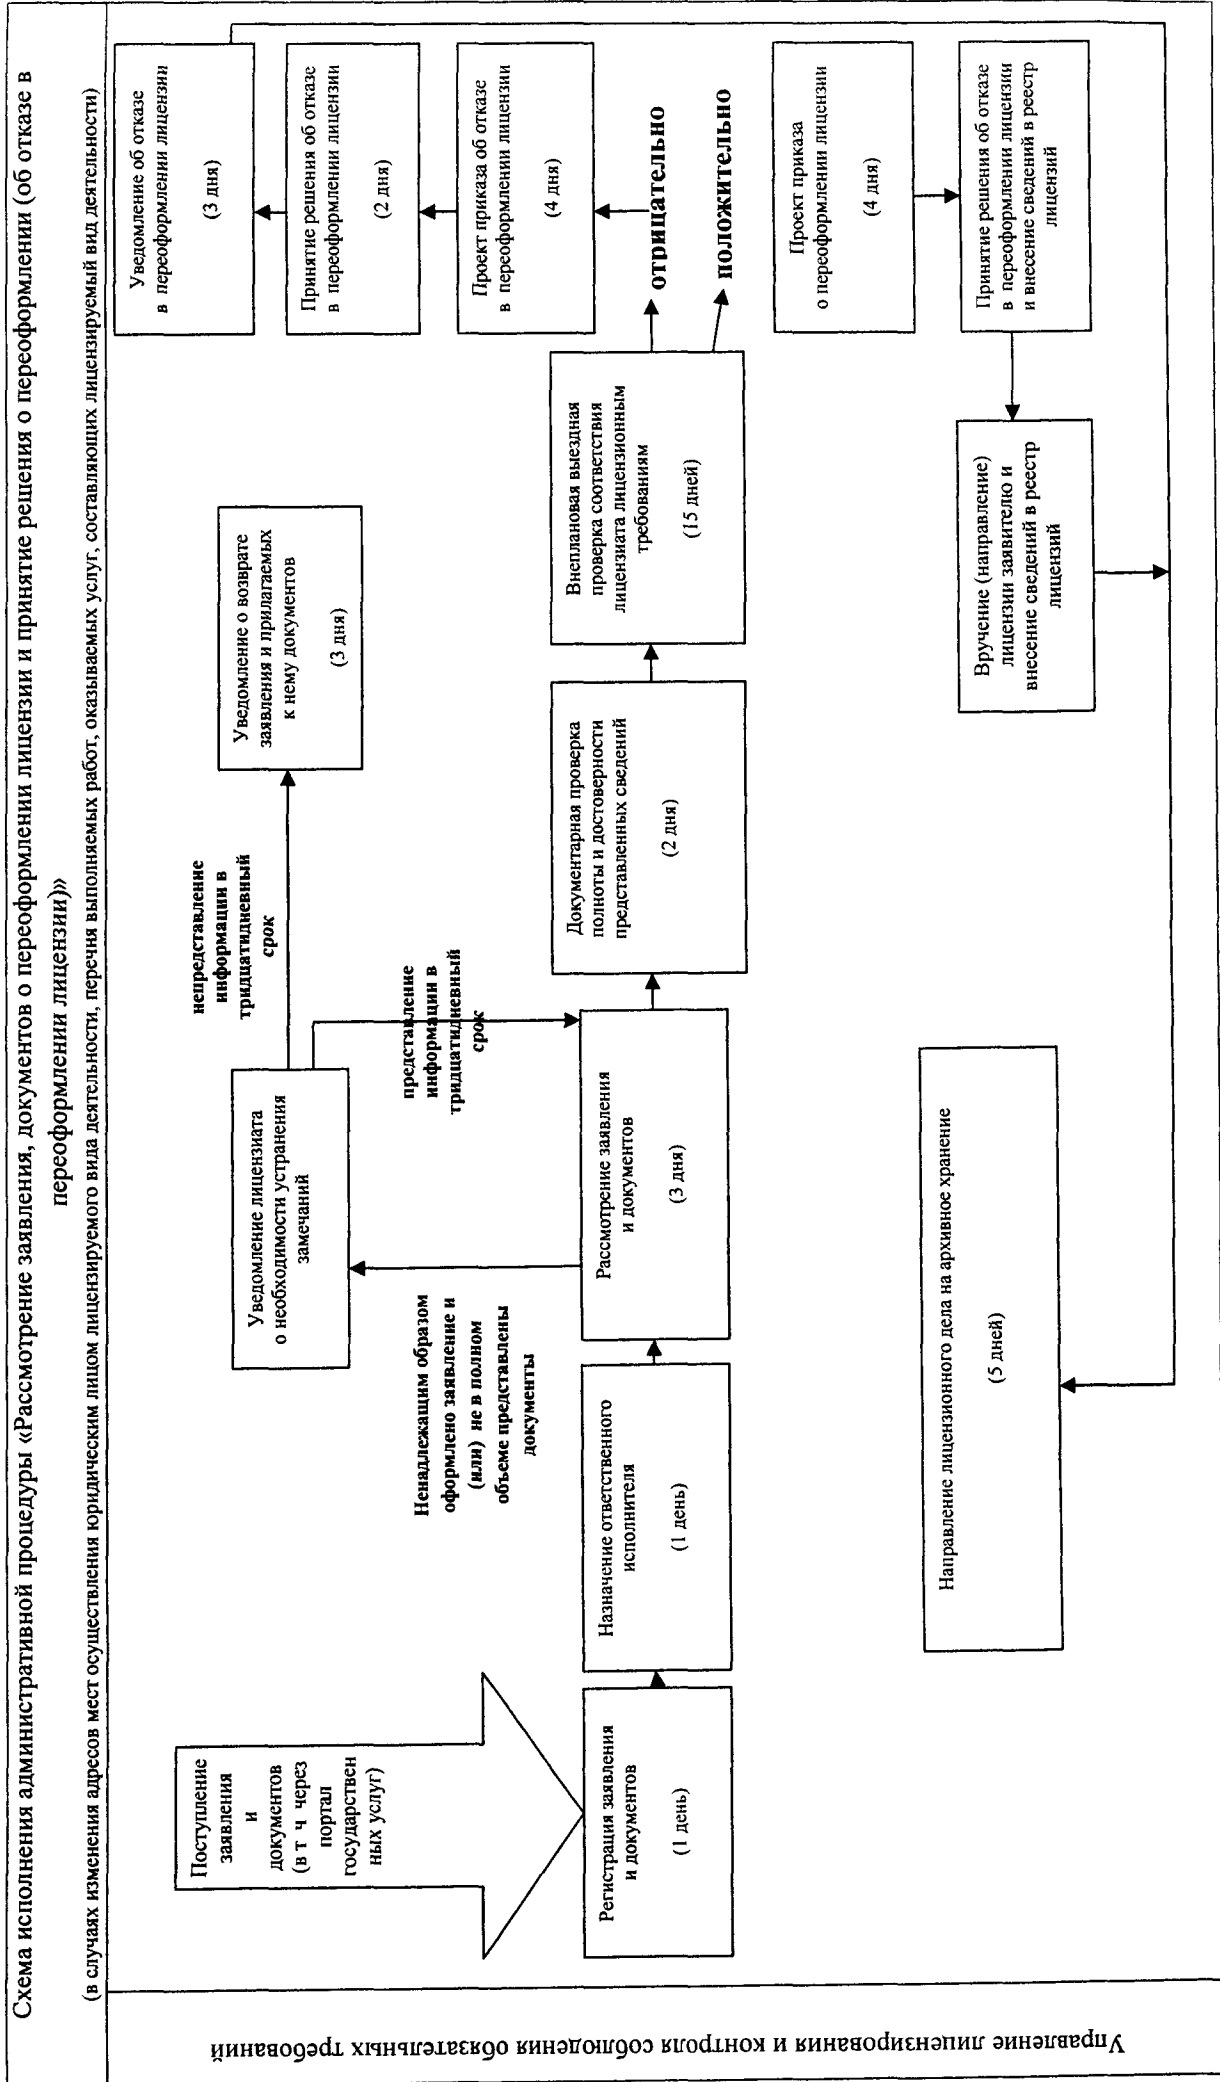 Схема исполнения административной процедуры «Рассмотрение заявления, документов о переоформлении лицензии и принятие решения о переоформлении (об отказе в
переоформлении лицензии)»
(в случаях изменения адресов мест осуществления юридическим лицом лицензируемого вида деятельности, перечня выполняемых работ, оказываемых услуг, составляющих лицензируемый вид деятельности)
Управление лицензирования и контроля соблюдения обязательных требований
Поступление
заявления
и
документов
(в т ч через
портал
государствен
ных услуг)
Регистрация заявления
и документов
(1 день)
Назначение ответственного
исполнителя
(1 день)
Ненадлежащим образом
оформлено заявление и
(или) не в полном
объеме представлены
документы
Рассмотрение заявления
и документов
(3 дня)
Уведомление лицензиата
о необходимости устранения
замечаний
представление
информации в
тридцатидневный
срок
непредставление
информации в
тридцатидневный
срок
Уведомление о возврате
заявления и прилагаемых
к нему документов
(3 дня)
Документарная проверка
полноты и достоверности
представленных сведений
(2 дня)
Внеплановая выездная
проверка соответствия
лицензиата лицензионным
требованиям
(15 дней)
отрицательно
положительно
Проект приказа об отказе
в переоформлении лицензии
(4 дня)
Принятие решения об отказе
в переоформлении лицензии
(2 дня)
Уведомление об отказе
в переоформлении лицензии
(3 дня)
Проект приказа
о переоформлении лицензии
(4 дня)
Принятие решения об отказе
в переоформлении лицензии
и внесение сведений в реестр
лицензий
Вручение (направление)
лицензии заявителю и
внесение сведений в реестр
лицензий
Направление лицензионного дела на архивное хранение
(5 дней)